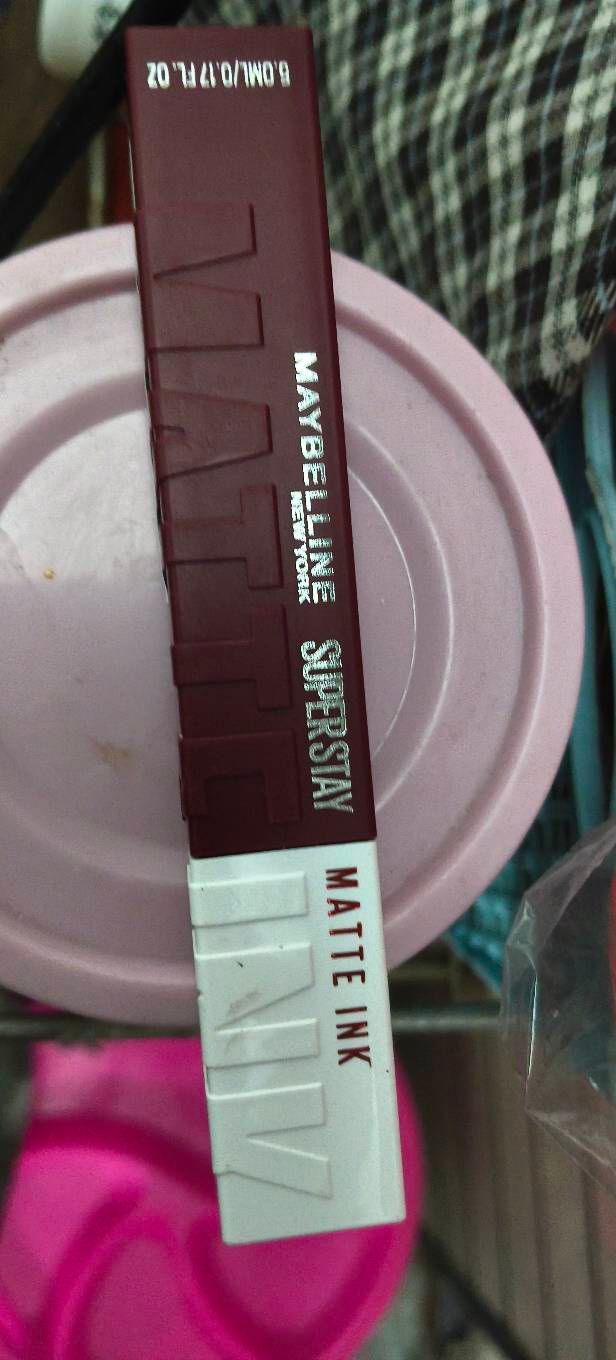 5.0ML/0.17 FL. OZ
MATTE
MAYBELLINE
NEW YORK
SUPERSTAY
MATTE INK
INK